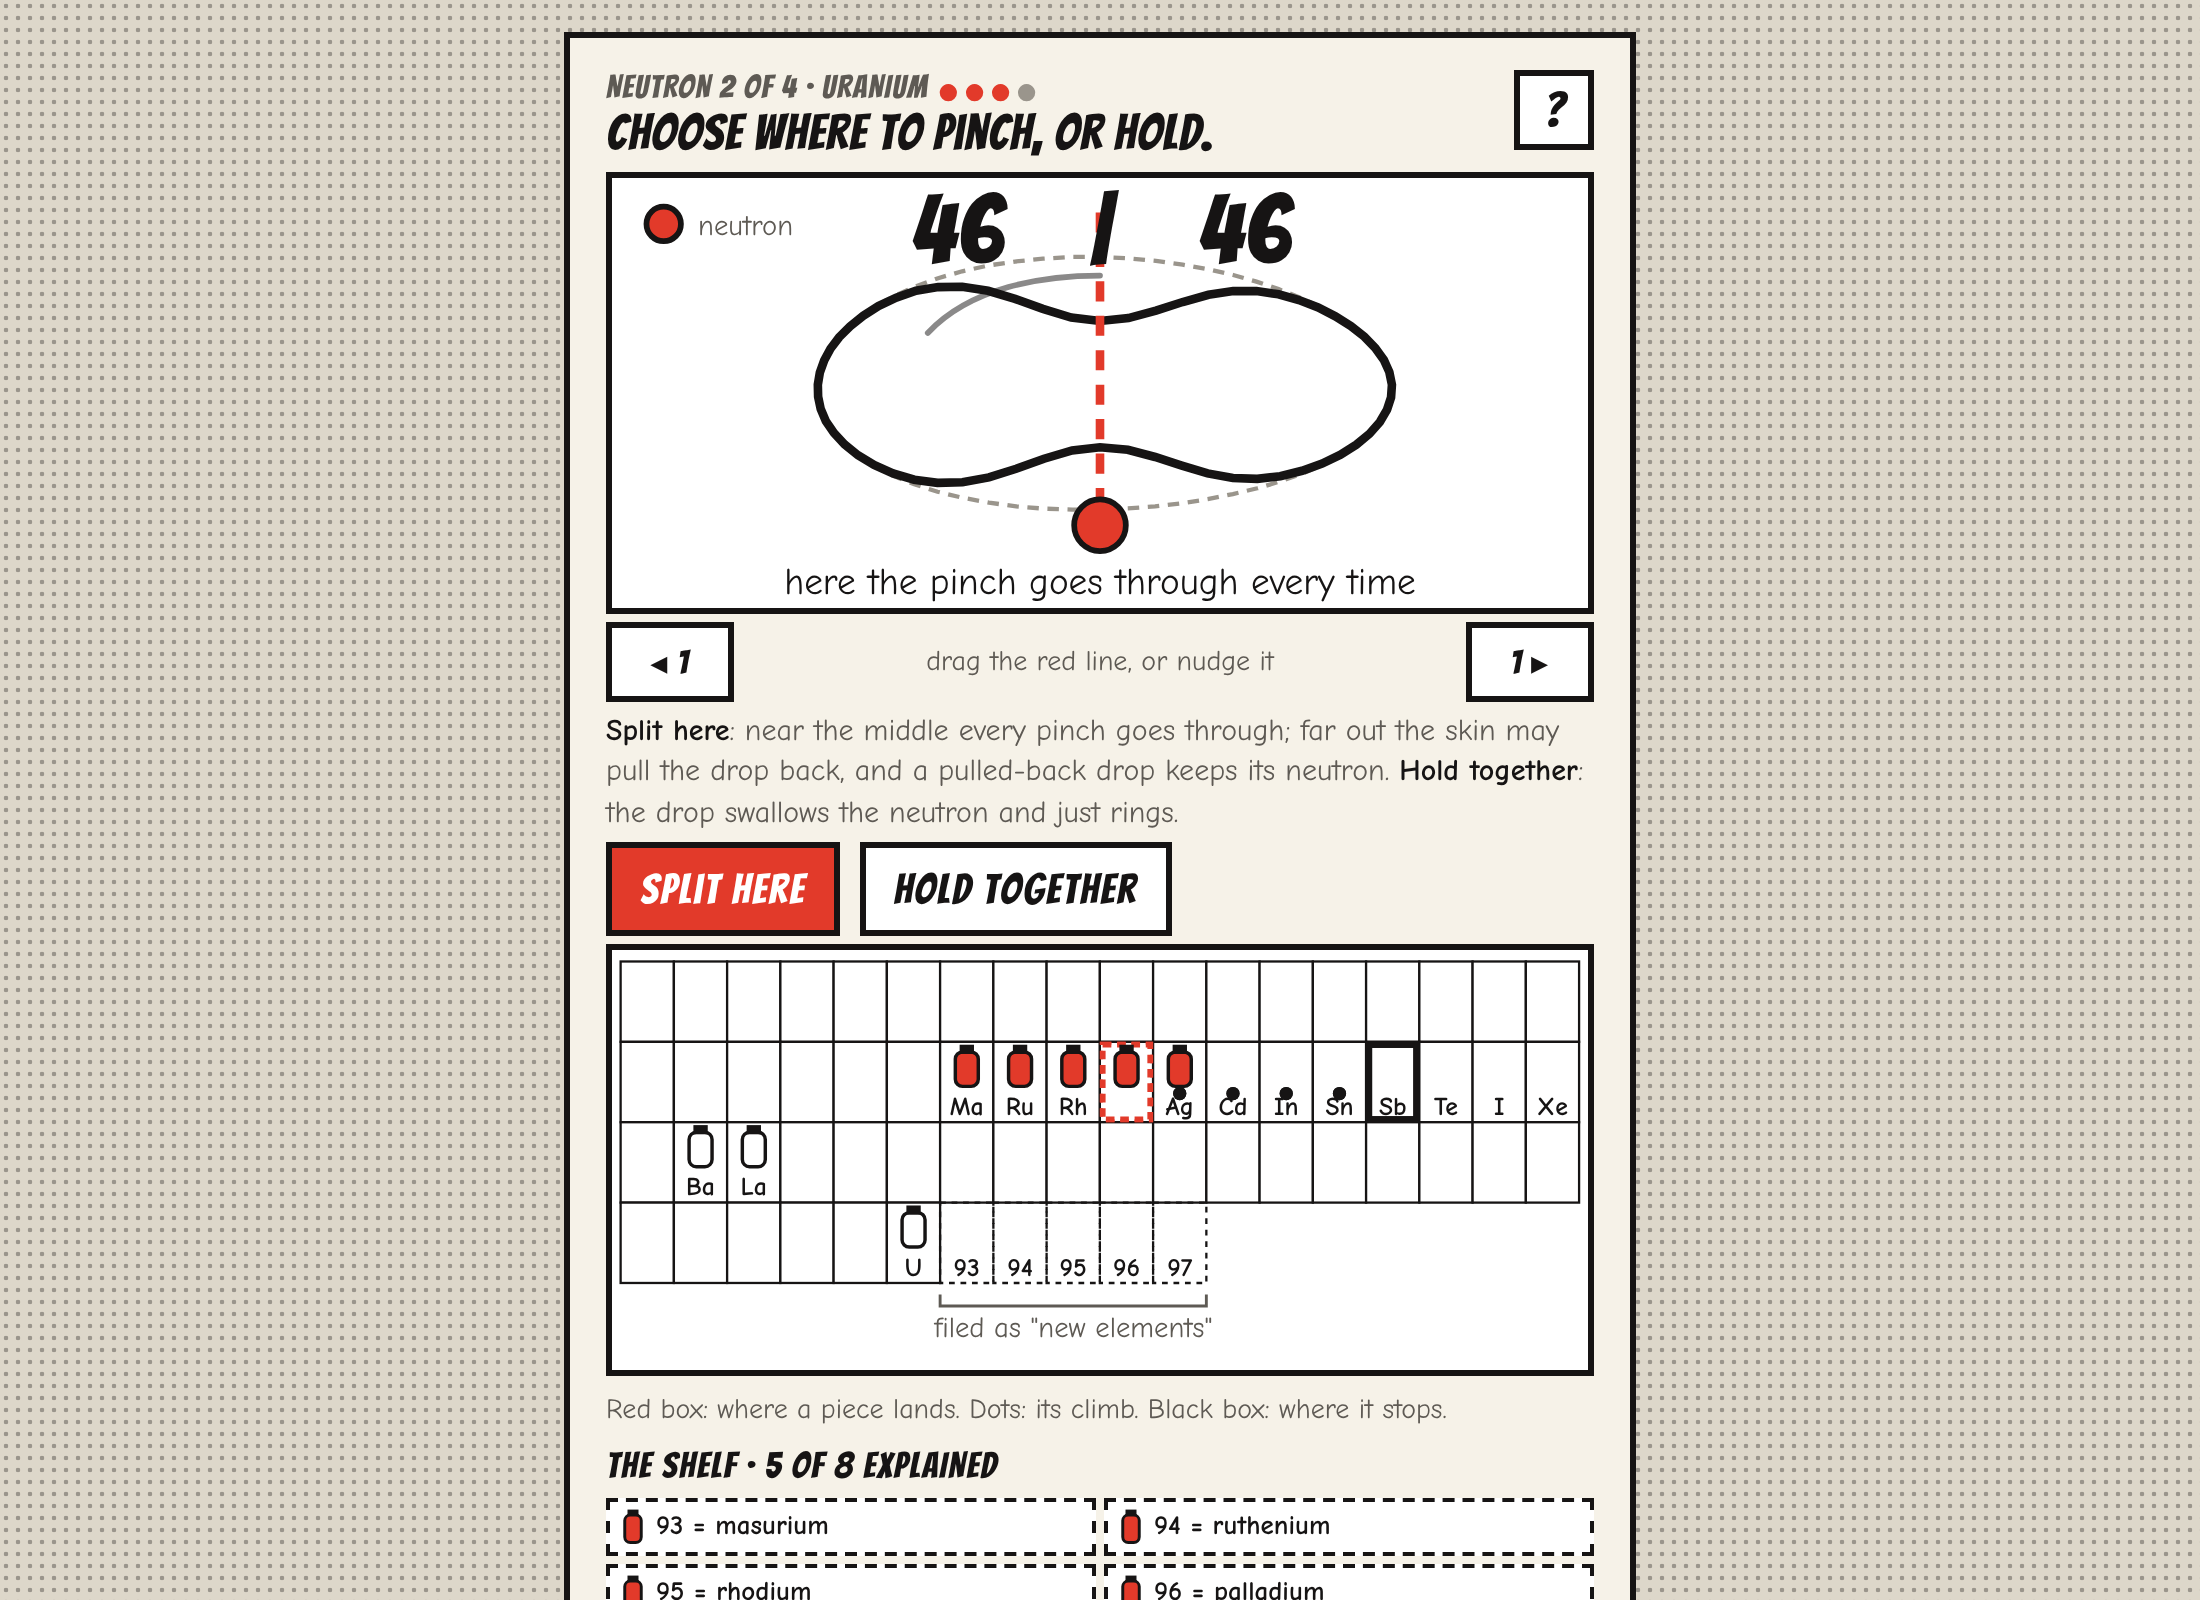 NEUTRON 2 OF 4 · URANIUM
CHOOSE WHERE TO PINCH, OR HOLD.
?
neutron
46 / 46
here the pinch goes through every time
◀ 1
drag the red line, or nudge it
1 ▶
Split here: near the middle every pinch goes through; far out the skin may
pull the drop back, and a pulled-back drop keeps its neutron. Hold together:
the drop swallows the neutron and just rings.
SPLIT HERE
HOLD TOGETHER
Ma Ru Rh Ag Cd In Sn Sb Te I Xe
Ba La
U 93 94 95 96 97
filed as "new elements"
Red box: where a piece lands. Dots: its climb. Black box: where it stops.
THE SHELF · 5 OF 8 EXPLAINED
93 = masurium
94 = ruthenium
95 = rhodium
96 = palladium